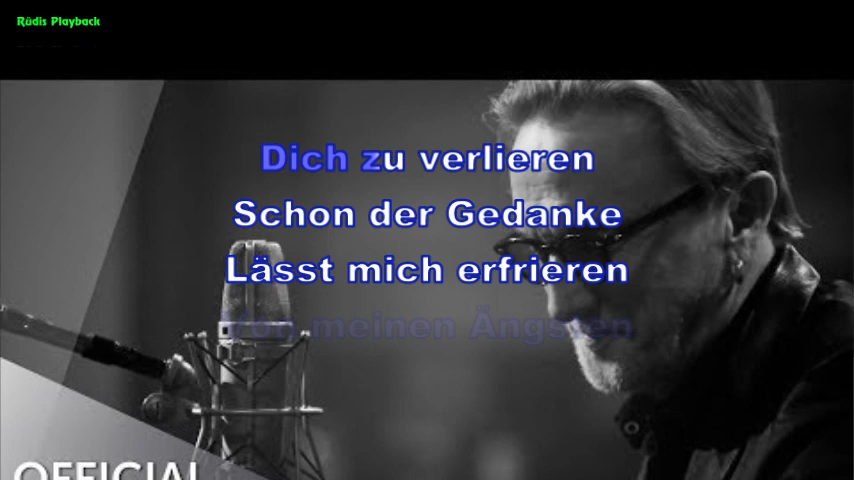 Rüdis Playback
Dich zu verlieren
Schon der Gedanke
Lässt mich erfrieren
Von meinen Ängsten
OFFICIAL